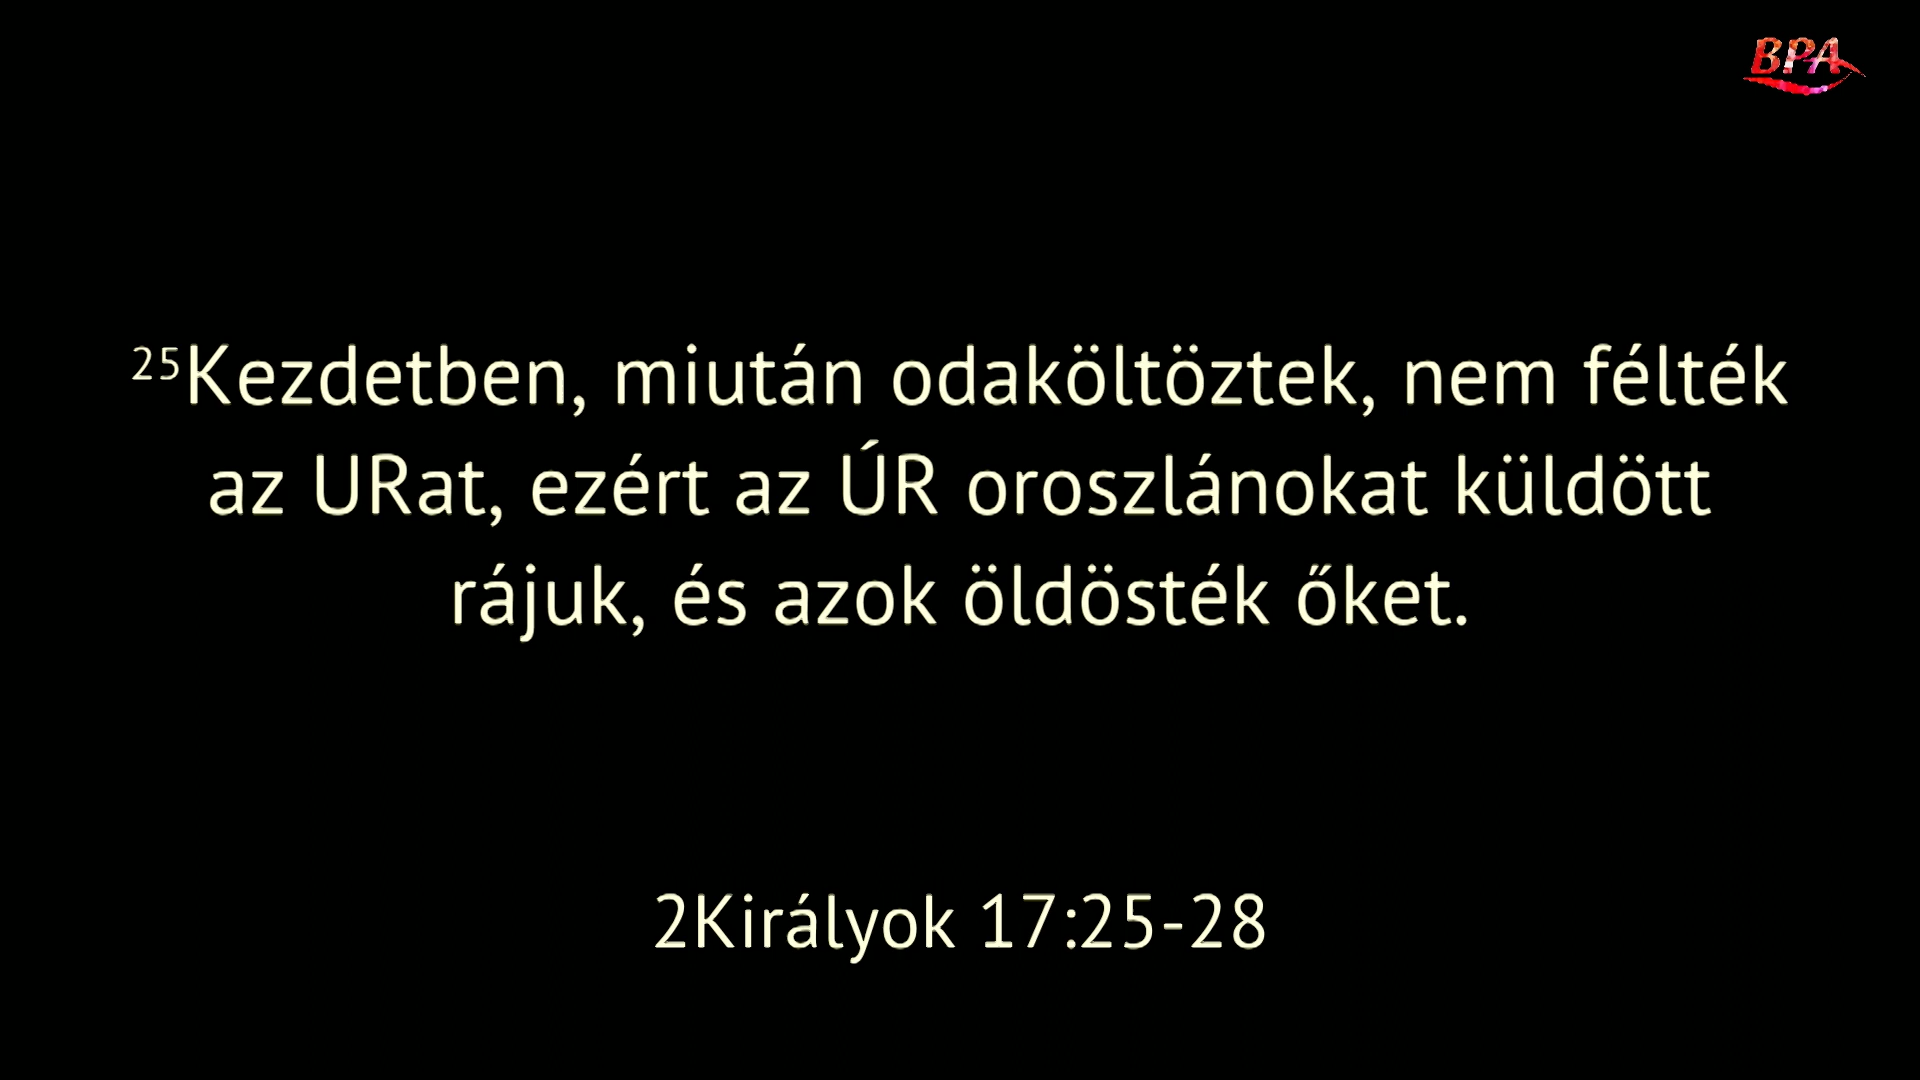 BPA
25Kezdetben, miután odaköltöztek, nem félték
az URat, ezért az ÚR oroszlánokat küldött
rájuk, és azok öldösték őket.
2Királyok 17:25-28